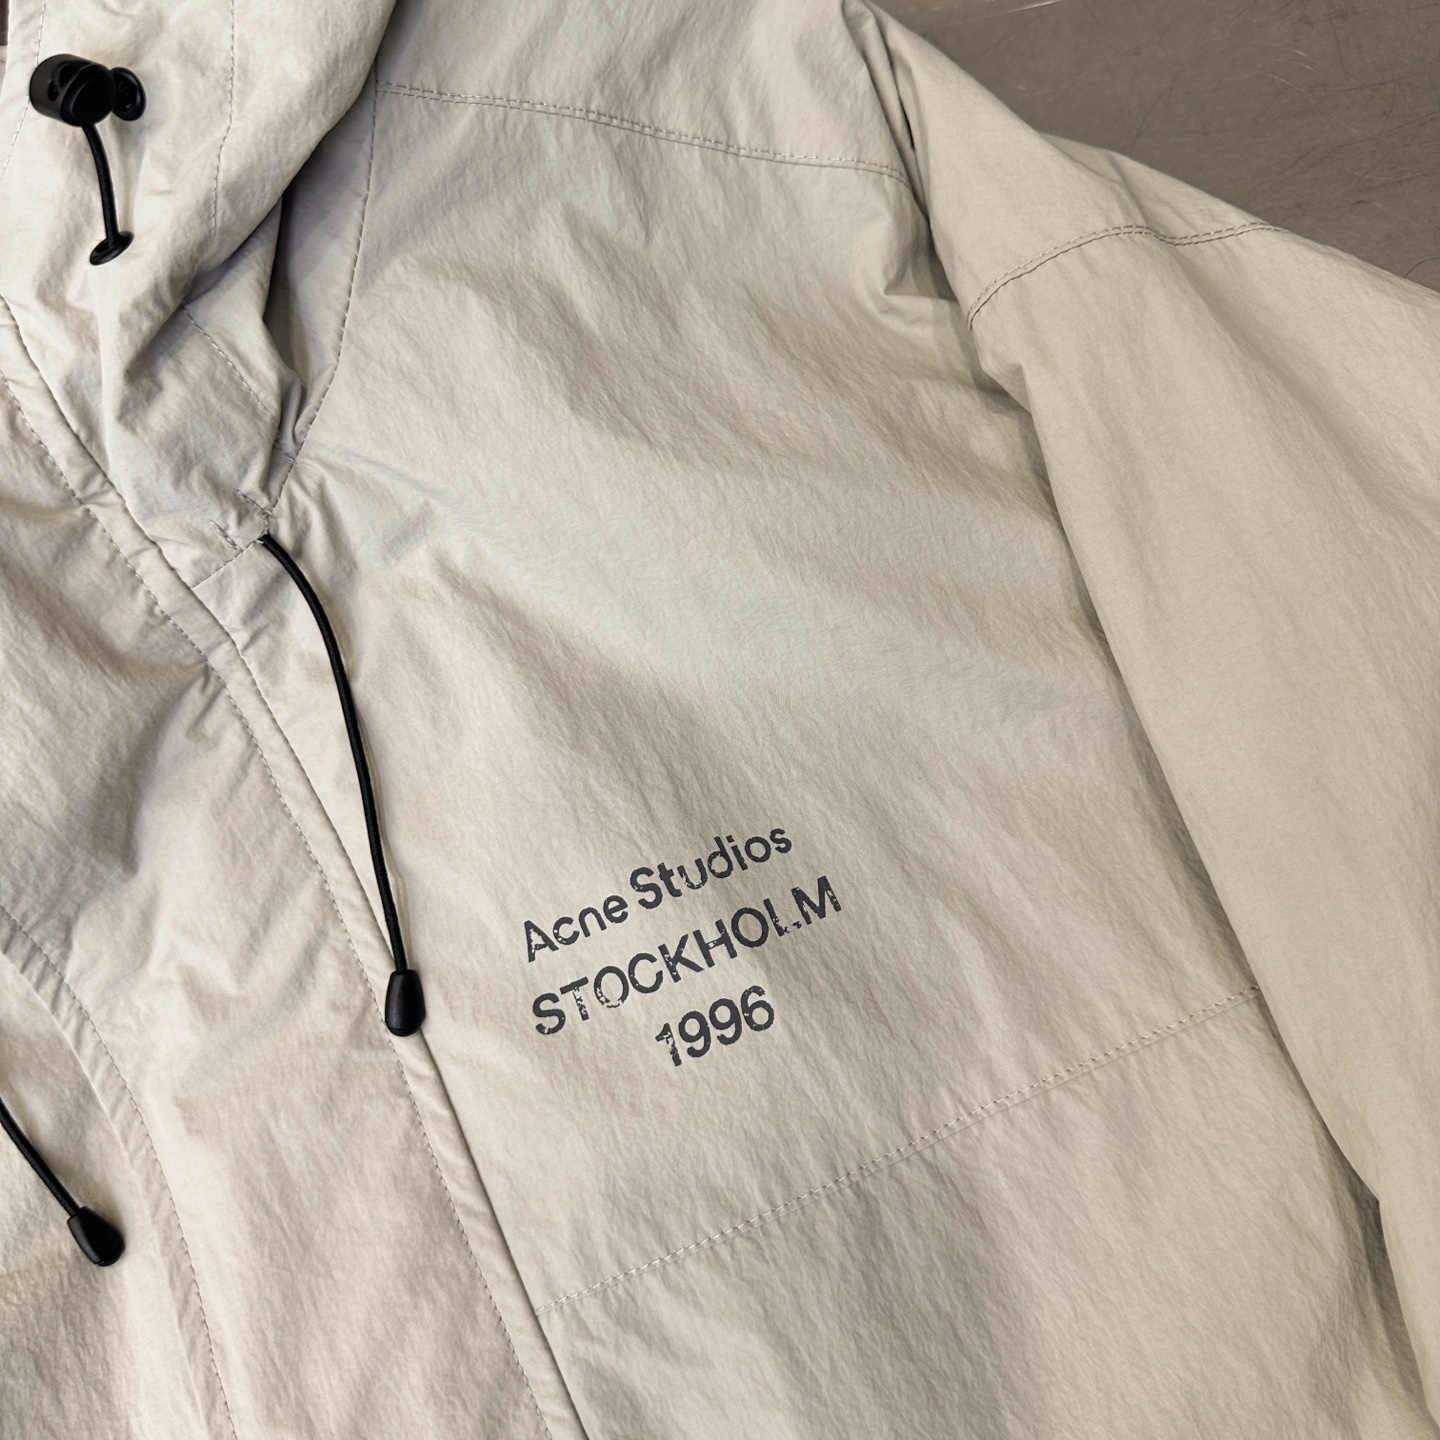 Acne Studios
STOCKHOLM
1996